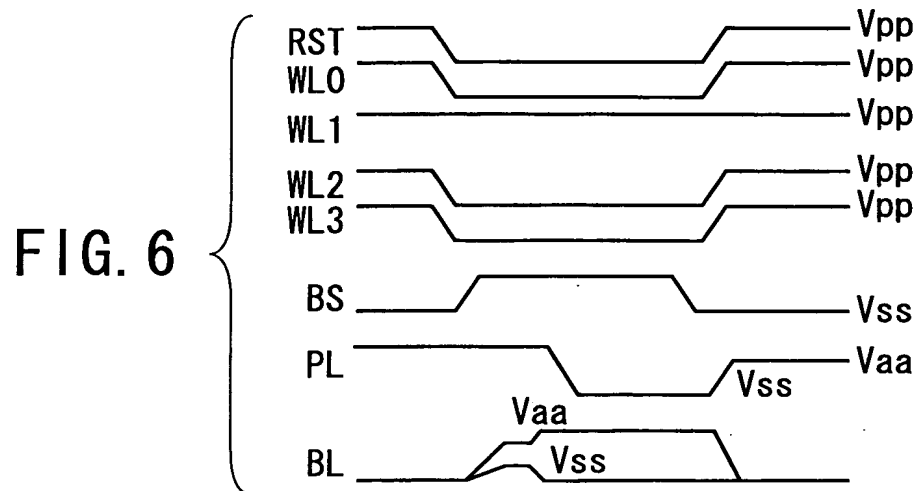 FIG. 6
RST Vpp
WL0 Vpp
WL1 Vpp
WL2 Vpp
WL3 Vpp
BS Vss
PL Vss Vaa
Vaa
BL Vss